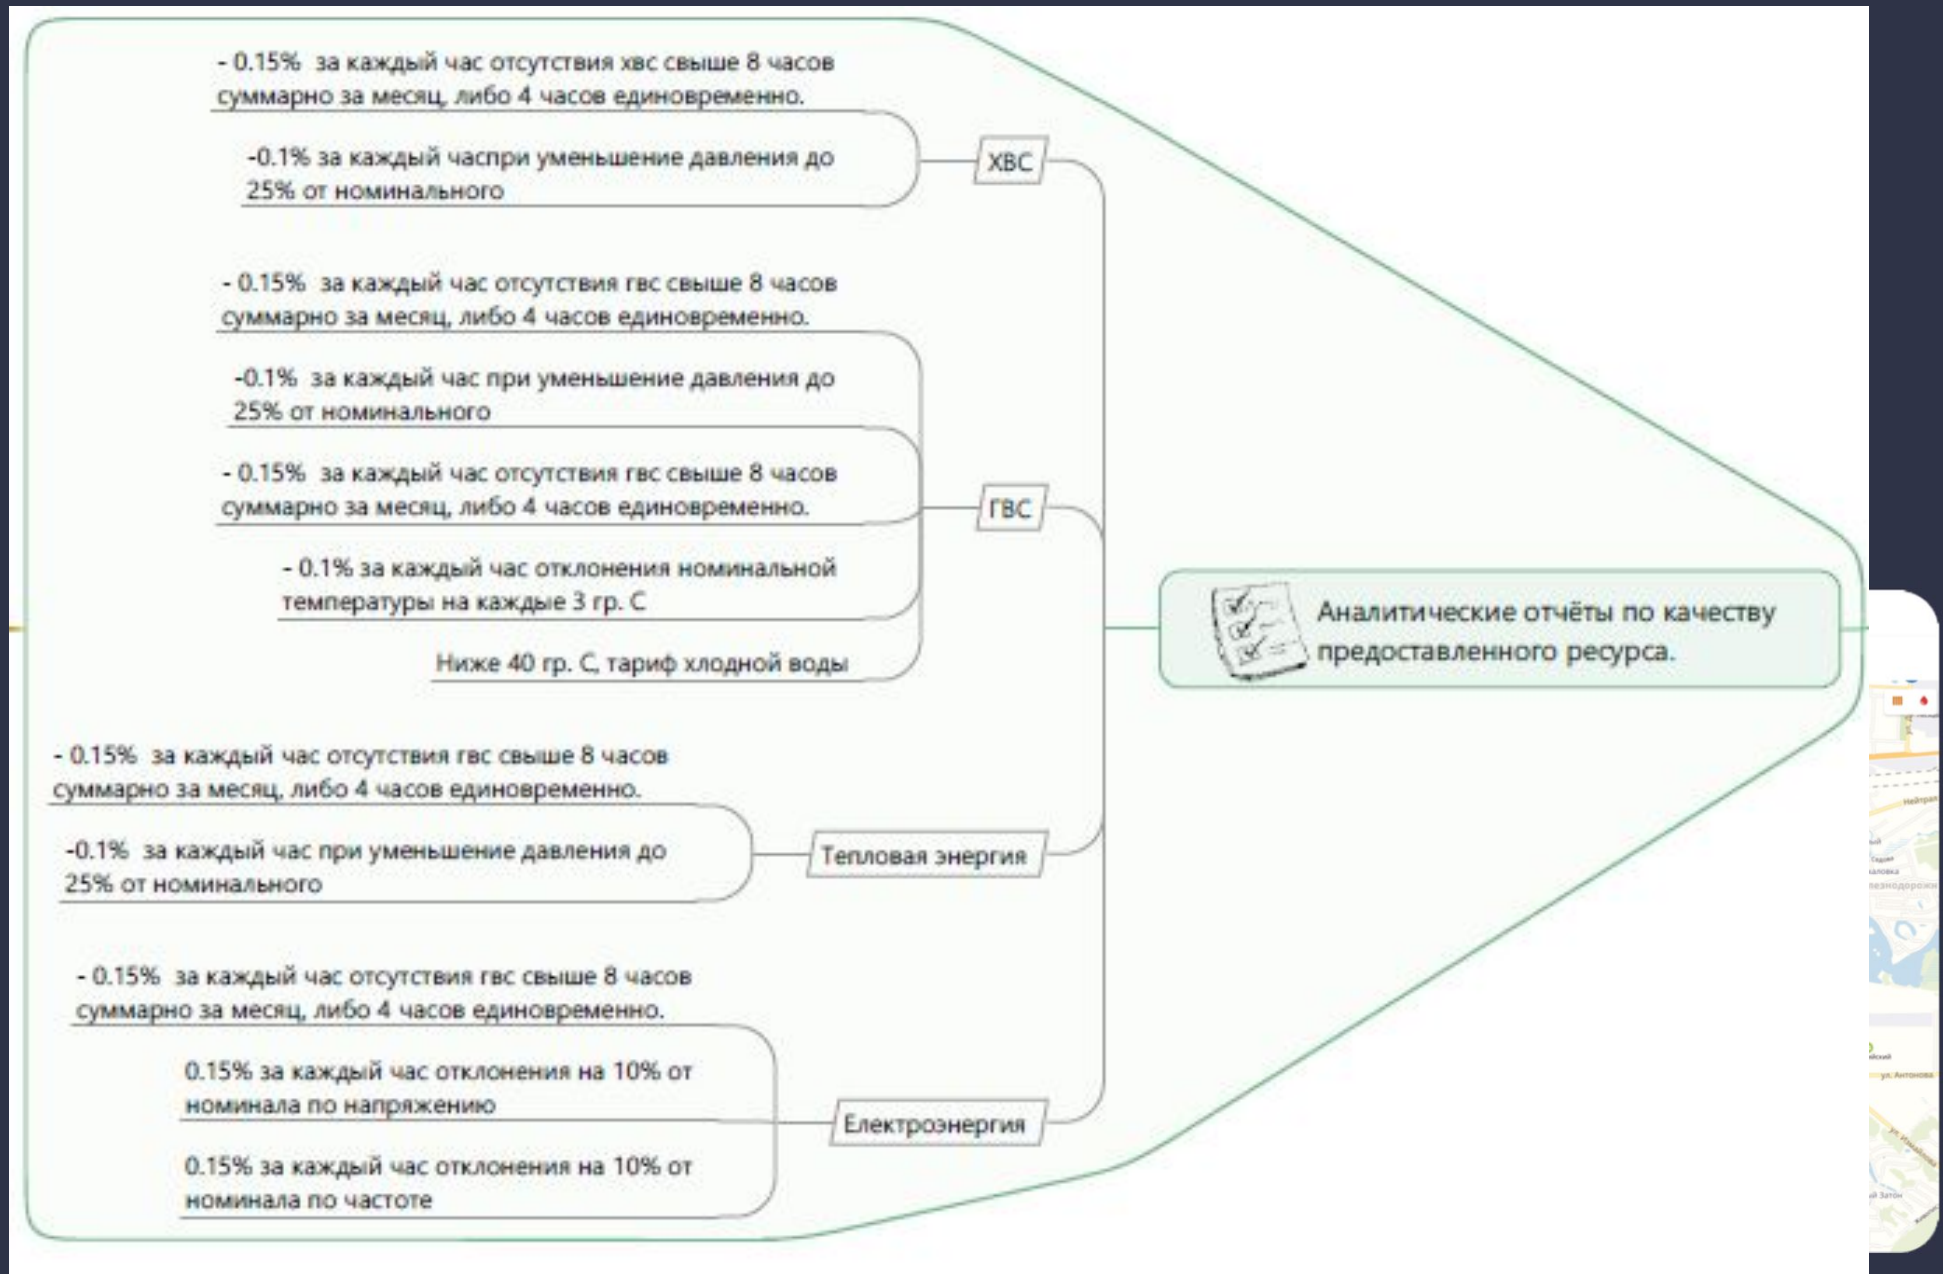 - 0.15%  за каждый час отсутствия хвс свыше 8 часов
суммарно за месяц, либо 4 часов единовременно.
-0.1% за каждый часпри уменьшение давления до
25% от номинального
ХВС
- 0.15%  за каждый час отсутствия гвс свыше 8 часов
суммарно за месяц, либо 4 часов единовременно.
-0.1%  за каждый час при уменьшение давления до
25% от номинального
- 0.15%  за каждый час отсутствия гвс свыше 8 часов
суммарно за месяц, либо 4 часов единовременно.
- 0.1% за каждый час отклонения номинальной
температуры на каждые 3 гр. С
Ниже 40 гр. С, тариф хлодной воды
ГВС
Аналитические отчёты по качеству
предоставленного ресурса.
- 0.15%  за каждый час отсутствия гвс свыше 8 часов
суммарно за месяц, либо 4 часов единовременно.
-0.1%  за каждый час при уменьшение давления до
25% от номинального
Тепловая энергия
- 0.15%  за каждый час отсутствия гвс свыше 8 часов
суммарно за месяц, либо 4 часов единовременно.
0.15% за каждый час отклонения на 10% от
номинала по напряжению
0.15% за каждый час отклонения на 10% от
номинала по частоте
Електроэнергия
ул. Антонова